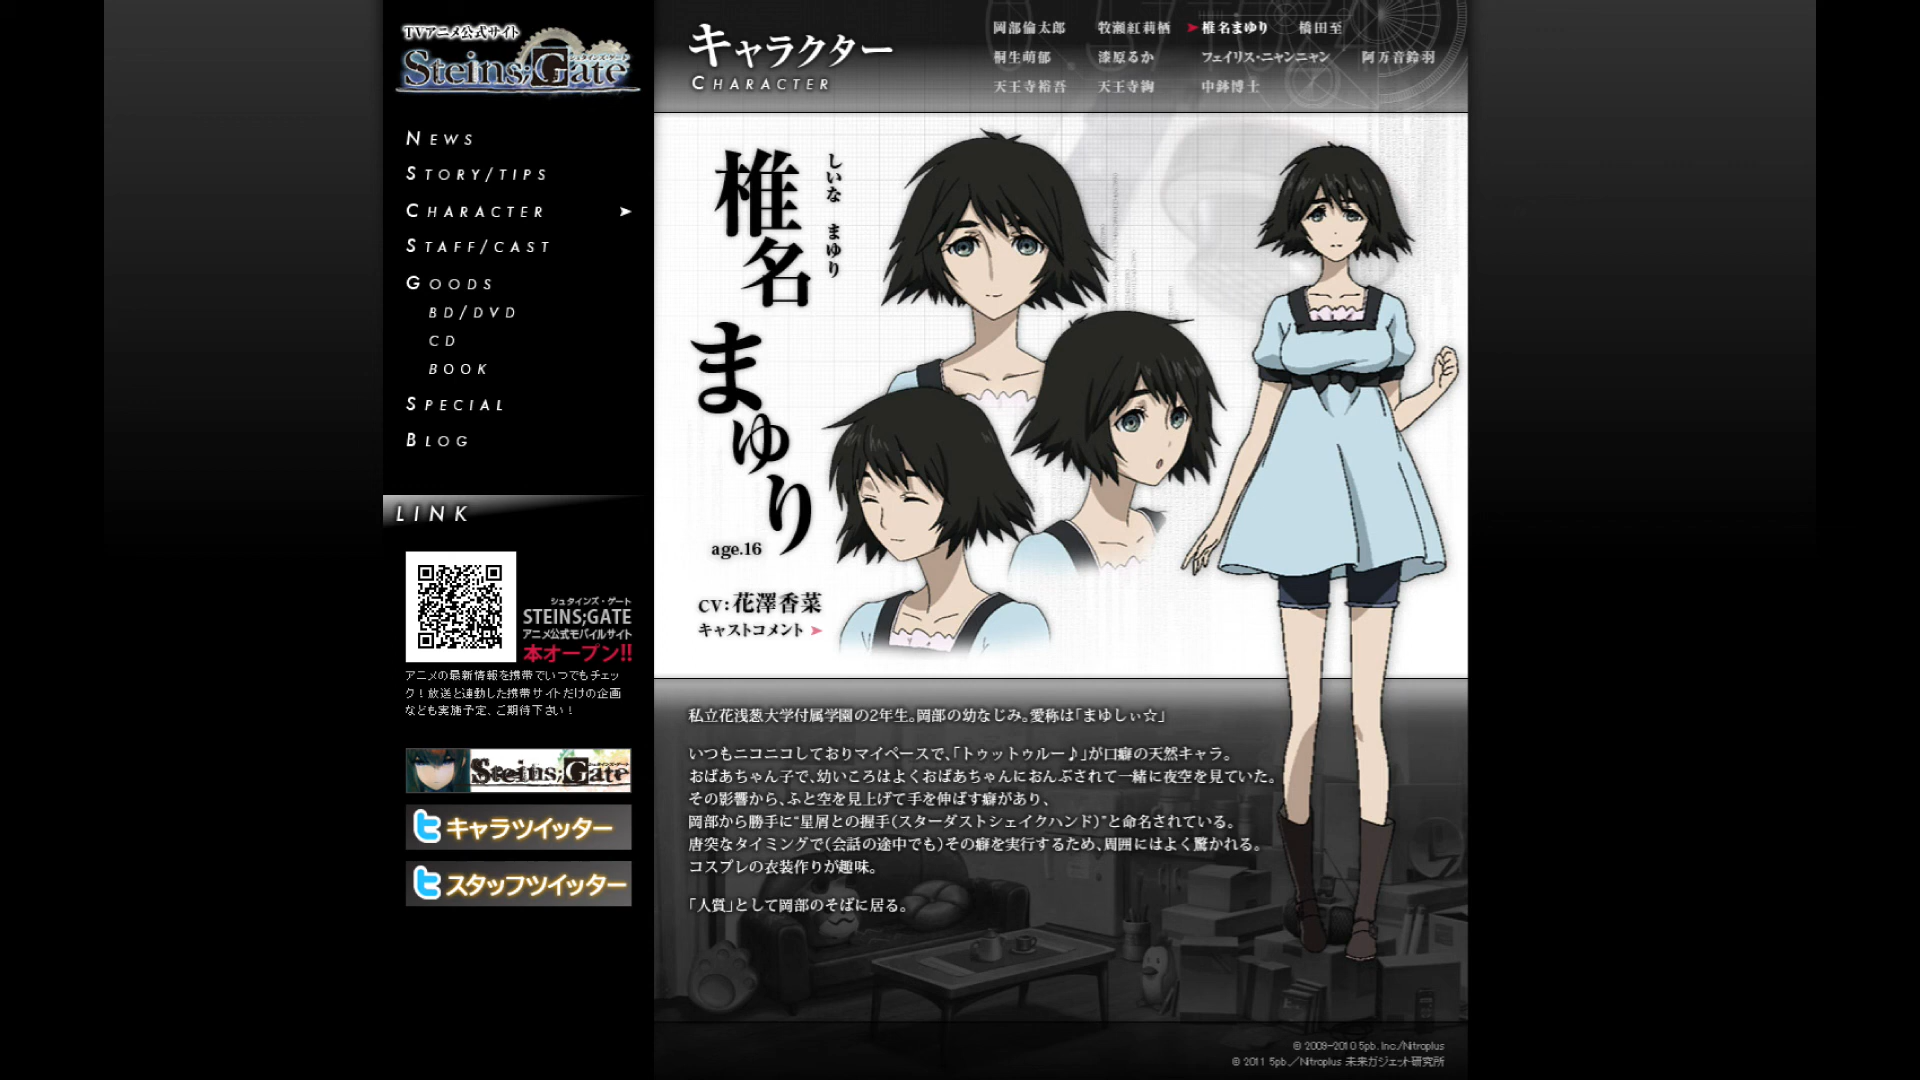 TVアニメ公式サイト
Steins;Gate
シュタインズ・ゲート
NEWS
STORY/TIPS
CHARACTER
STAFF/CAST
GOODS
BD/DVD
CD
BOOK
SPECIAL
BLOG
LINK
シュタインズ・ゲート
STEINS;GATE
アニメ公式モバイルサイト
本オープン!!
アニメの最新情報を携帯でいつでもチェッ
ク！放送と連動した携帯サイトだけの企画
なども実施予定、ご期待下さい！
Steins;Gate
キャラツイッター
スタッフツイッター
キャラクター
CHARACTER
岡部倫太郎 牧瀬紅莉栖 椎名まゆり 橋田至
桐生萌郁 漆原るか フェイリス・ニャンニャン 阿万音鈴羽
天王寺裕吾 天王寺綯 中鉢博士
椎名まゆり
しいな まゆり
age.16
CV:花澤香菜
キャストコメント
私立花浅葱大学付属学園の2年生。岡部の幼なじみ。愛称は「まゆしぃ☆」
いつもニコニコしておりマイペースで、「トゥットゥルー♪」が口癖の天然キャラ。
おばあちゃん子で、幼いころはよくおばあちゃんにおんぶされて一緒に夜空を見ていた。
その影響から、ふと空を見上げて手を伸ばす癖があり、
岡部から勝手に“星屑との握手（スターダストシェイクハンド）”と命名されている。
唐突なタイミングで（会話の途中でも）その癖を実行するため、周囲にはよく驚かれる。
コスプレの衣装作りが趣味。
「人質」として岡部のそばに居る。
© 2009-2010 5pb. Inc./Nitroplus
© 2011 5pb.／Nitroplus 未来ガジェット研究所